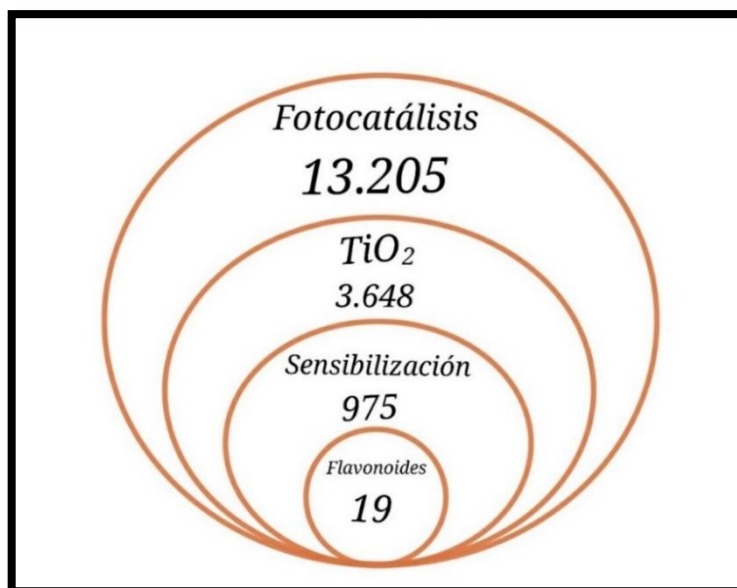 Fotocatálisis
13.205
TiO₂
3.648
Sensibilización
975
Flavonoides
19